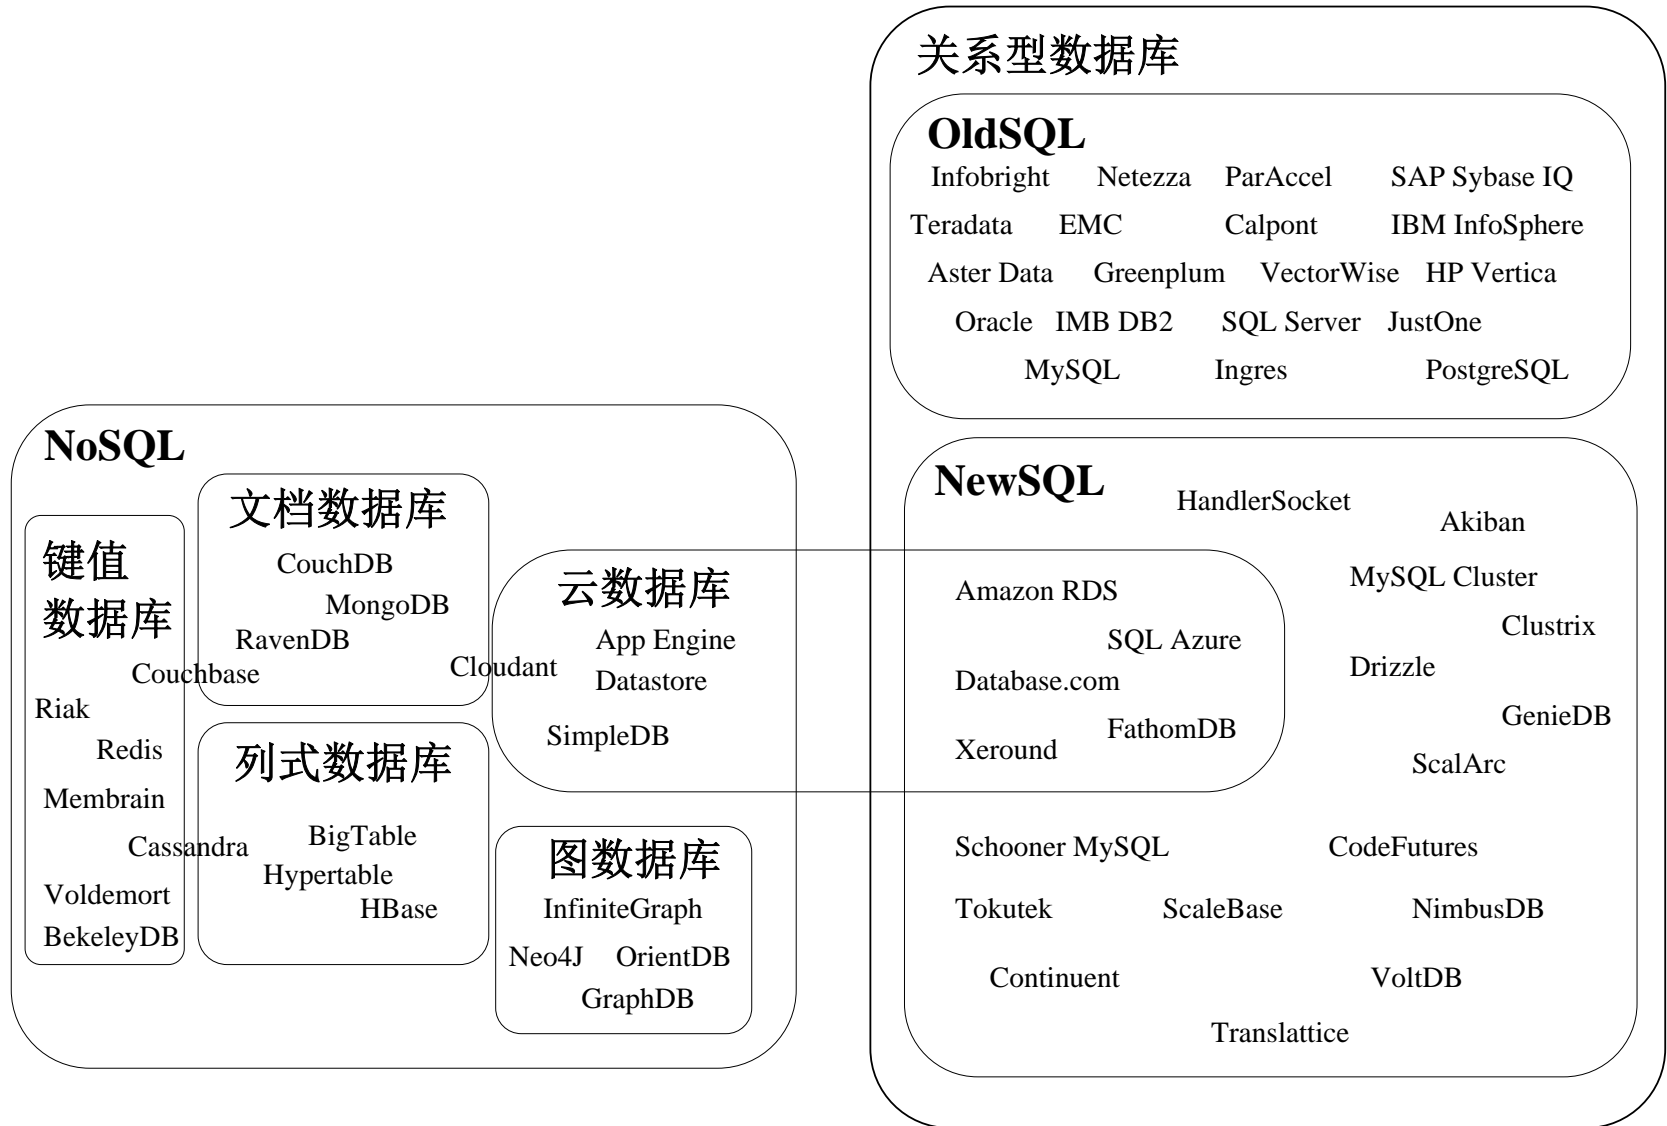 关系型数据库
OldSQL
Infobright Netezza ParAccel SAP Sybase IQ
Teradata EMC Calpont IBM InfoSphere
Aster Data Greenplum VectorWise HP Vertica
Oracle IMB DB2 SQL Server JustOne
MySQL Ingres PostgreSQL
NoSQL
键值
数据库
Couchbase
Riak
Redis
Membrain
Cassandra
Voldemort
BekeleyDB
文档数据库
CouchDB
MongoDB
RavenDB
Cloudant
列式数据库
BigTable
Hypertable
HBase
云数据库
App Engine
Datastore
SimpleDB
图数据库
InfiniteGraph
Neo4J OrientDB
GraphDB
NewSQL
HandlerSocket
Akiban
Amazon RDS
MySQL Cluster
SQL Azure
Clustrix
Database.com
Drizzle
FathomDB
GenieDB
Xeround
ScalArc
Schooner MySQL CodeFutures
Tokutek ScaleBase NimbusDB
Continuent VoltDB
Translattice